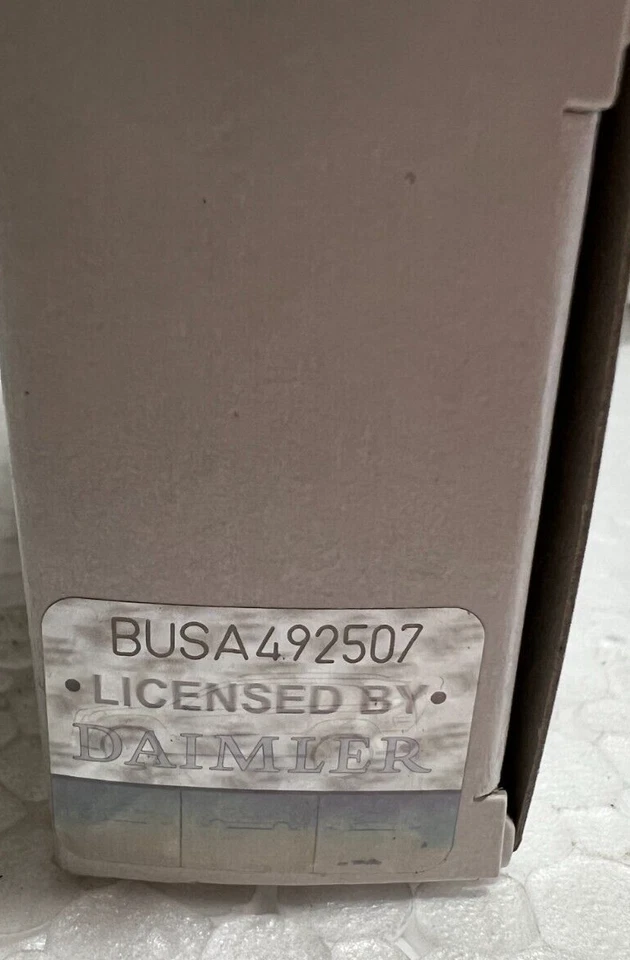 BUSA492507
• LICENSED BY •
DAIMLER